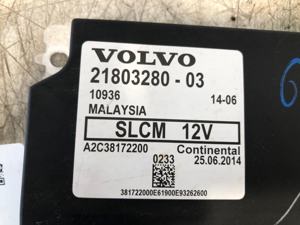 VOLVO
21803280 - 03
10936 14-06
MALAYSIA
SLCM 12V
A2C38172200 Continental
0233 25.06.2014
381722000E61900E93262600